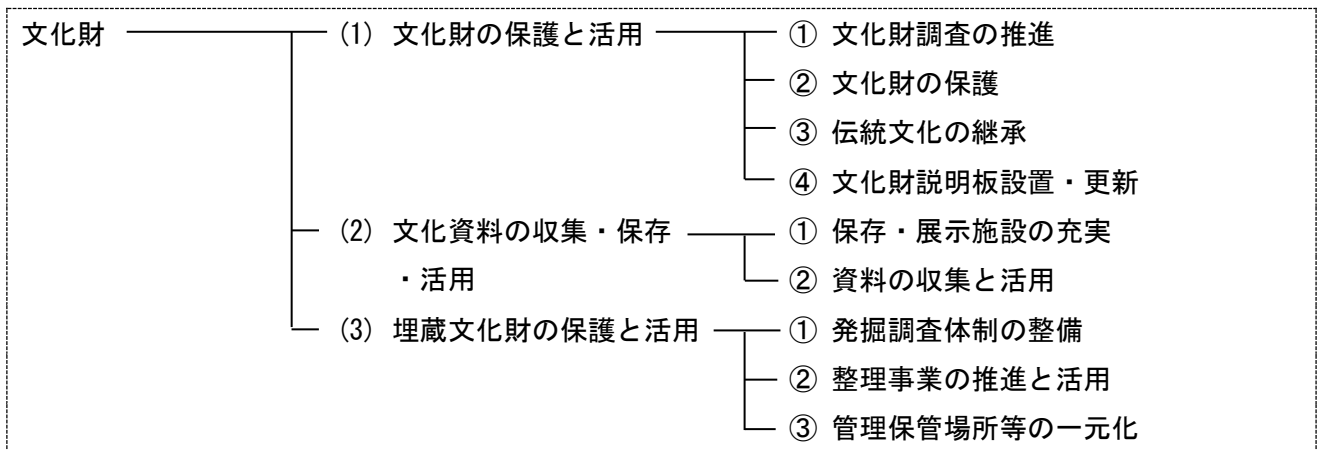 文化財 (1) 文化財の保護と活用 ① 文化財調査の推進
② 文化財の保護
③ 伝統文化の継承
④ 文化財説明板設置・更新
(2) 文化資料の収集・保存 ① 保存・展示施設の充実
・活用 ② 資料の収集と活用
(3) 埋蔵文化財の保護と活用 ① 発掘調査体制の整備
② 整理事業の推進と活用
③ 管理保管場所等の一元化